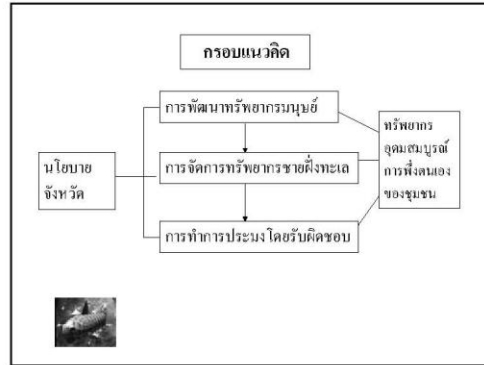 กรอบแนวคิด
การพัฒนาทรัพยากรมนุษย์
การจัดการทรัพยากรชายฝั่งทะเล
การทำการประมงโดยรับผิดชอบ
นโยบาย
จังหวัด
ทรัพยากร
อุดมสมบูรณ์
การพึ่งตนเอง
ของชุมชน